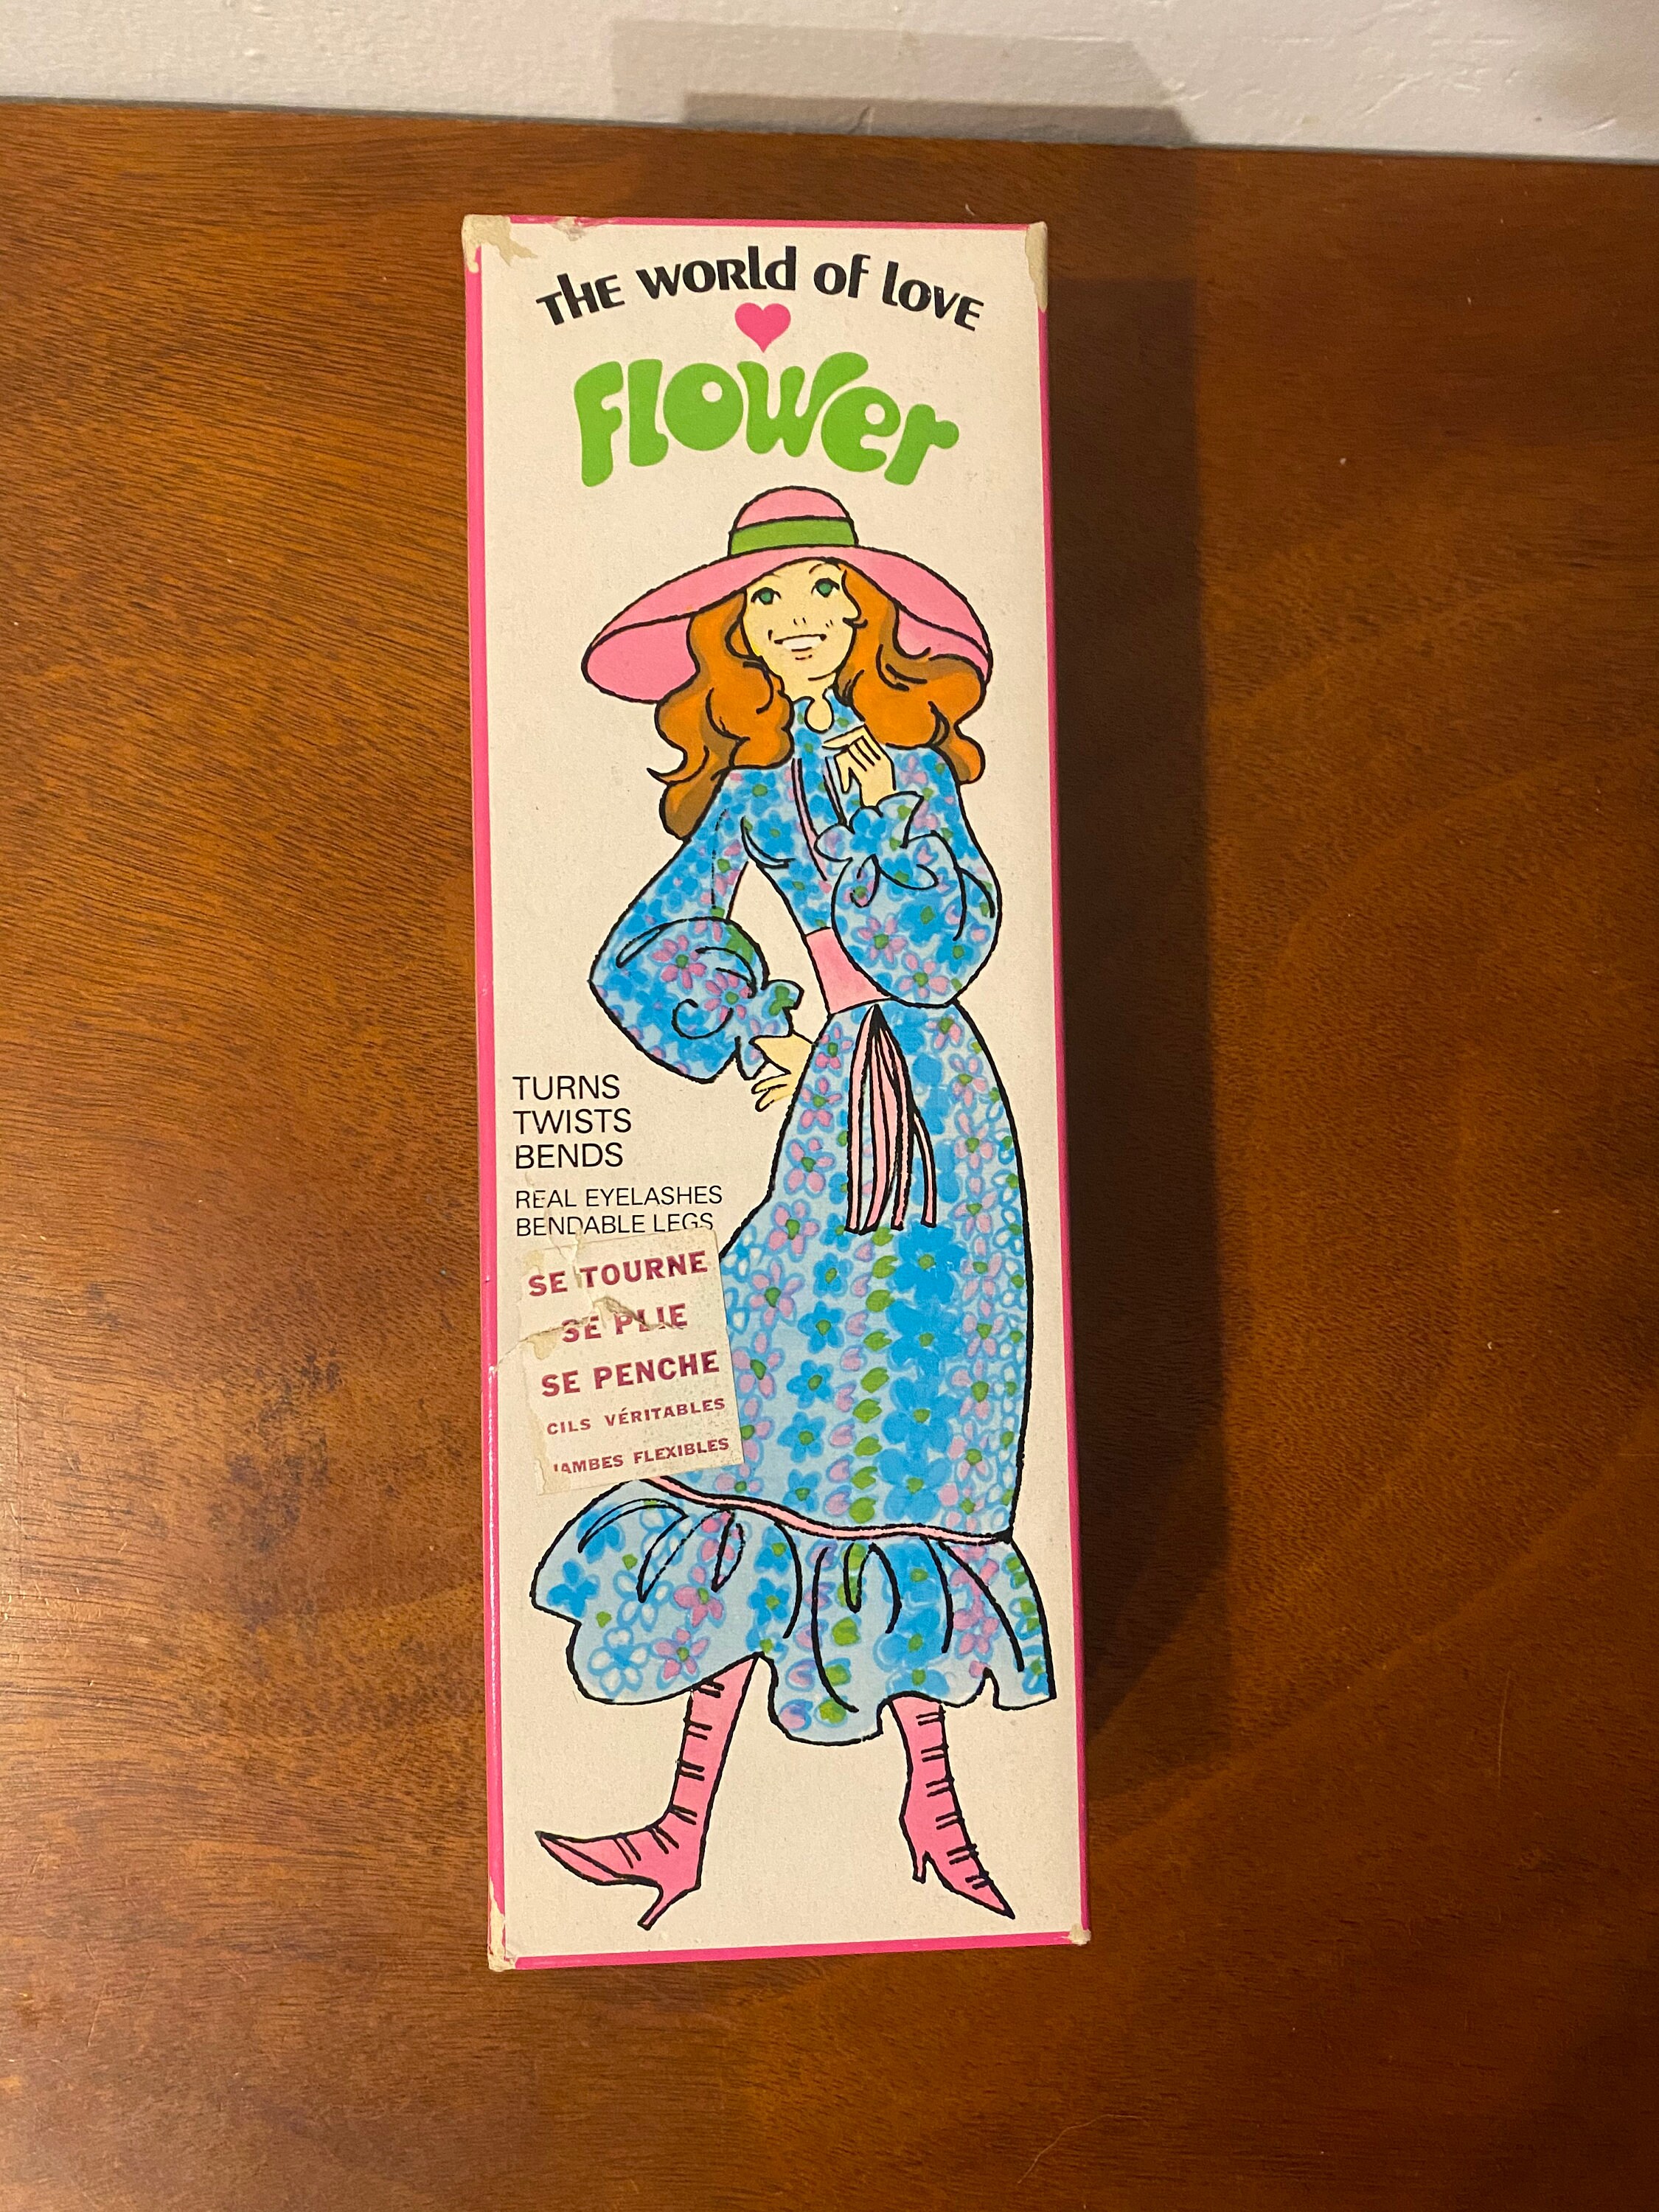 THE WORLD OF LOVE
FLOWER
TURNS
TWISTS
BENDS
REAL EYELASHES
BENDABLE LEGS
SE TOURNE
SE PLIE
SE PENCHE
CILS VÉRITABLES
JAMBES FLEXIBLES